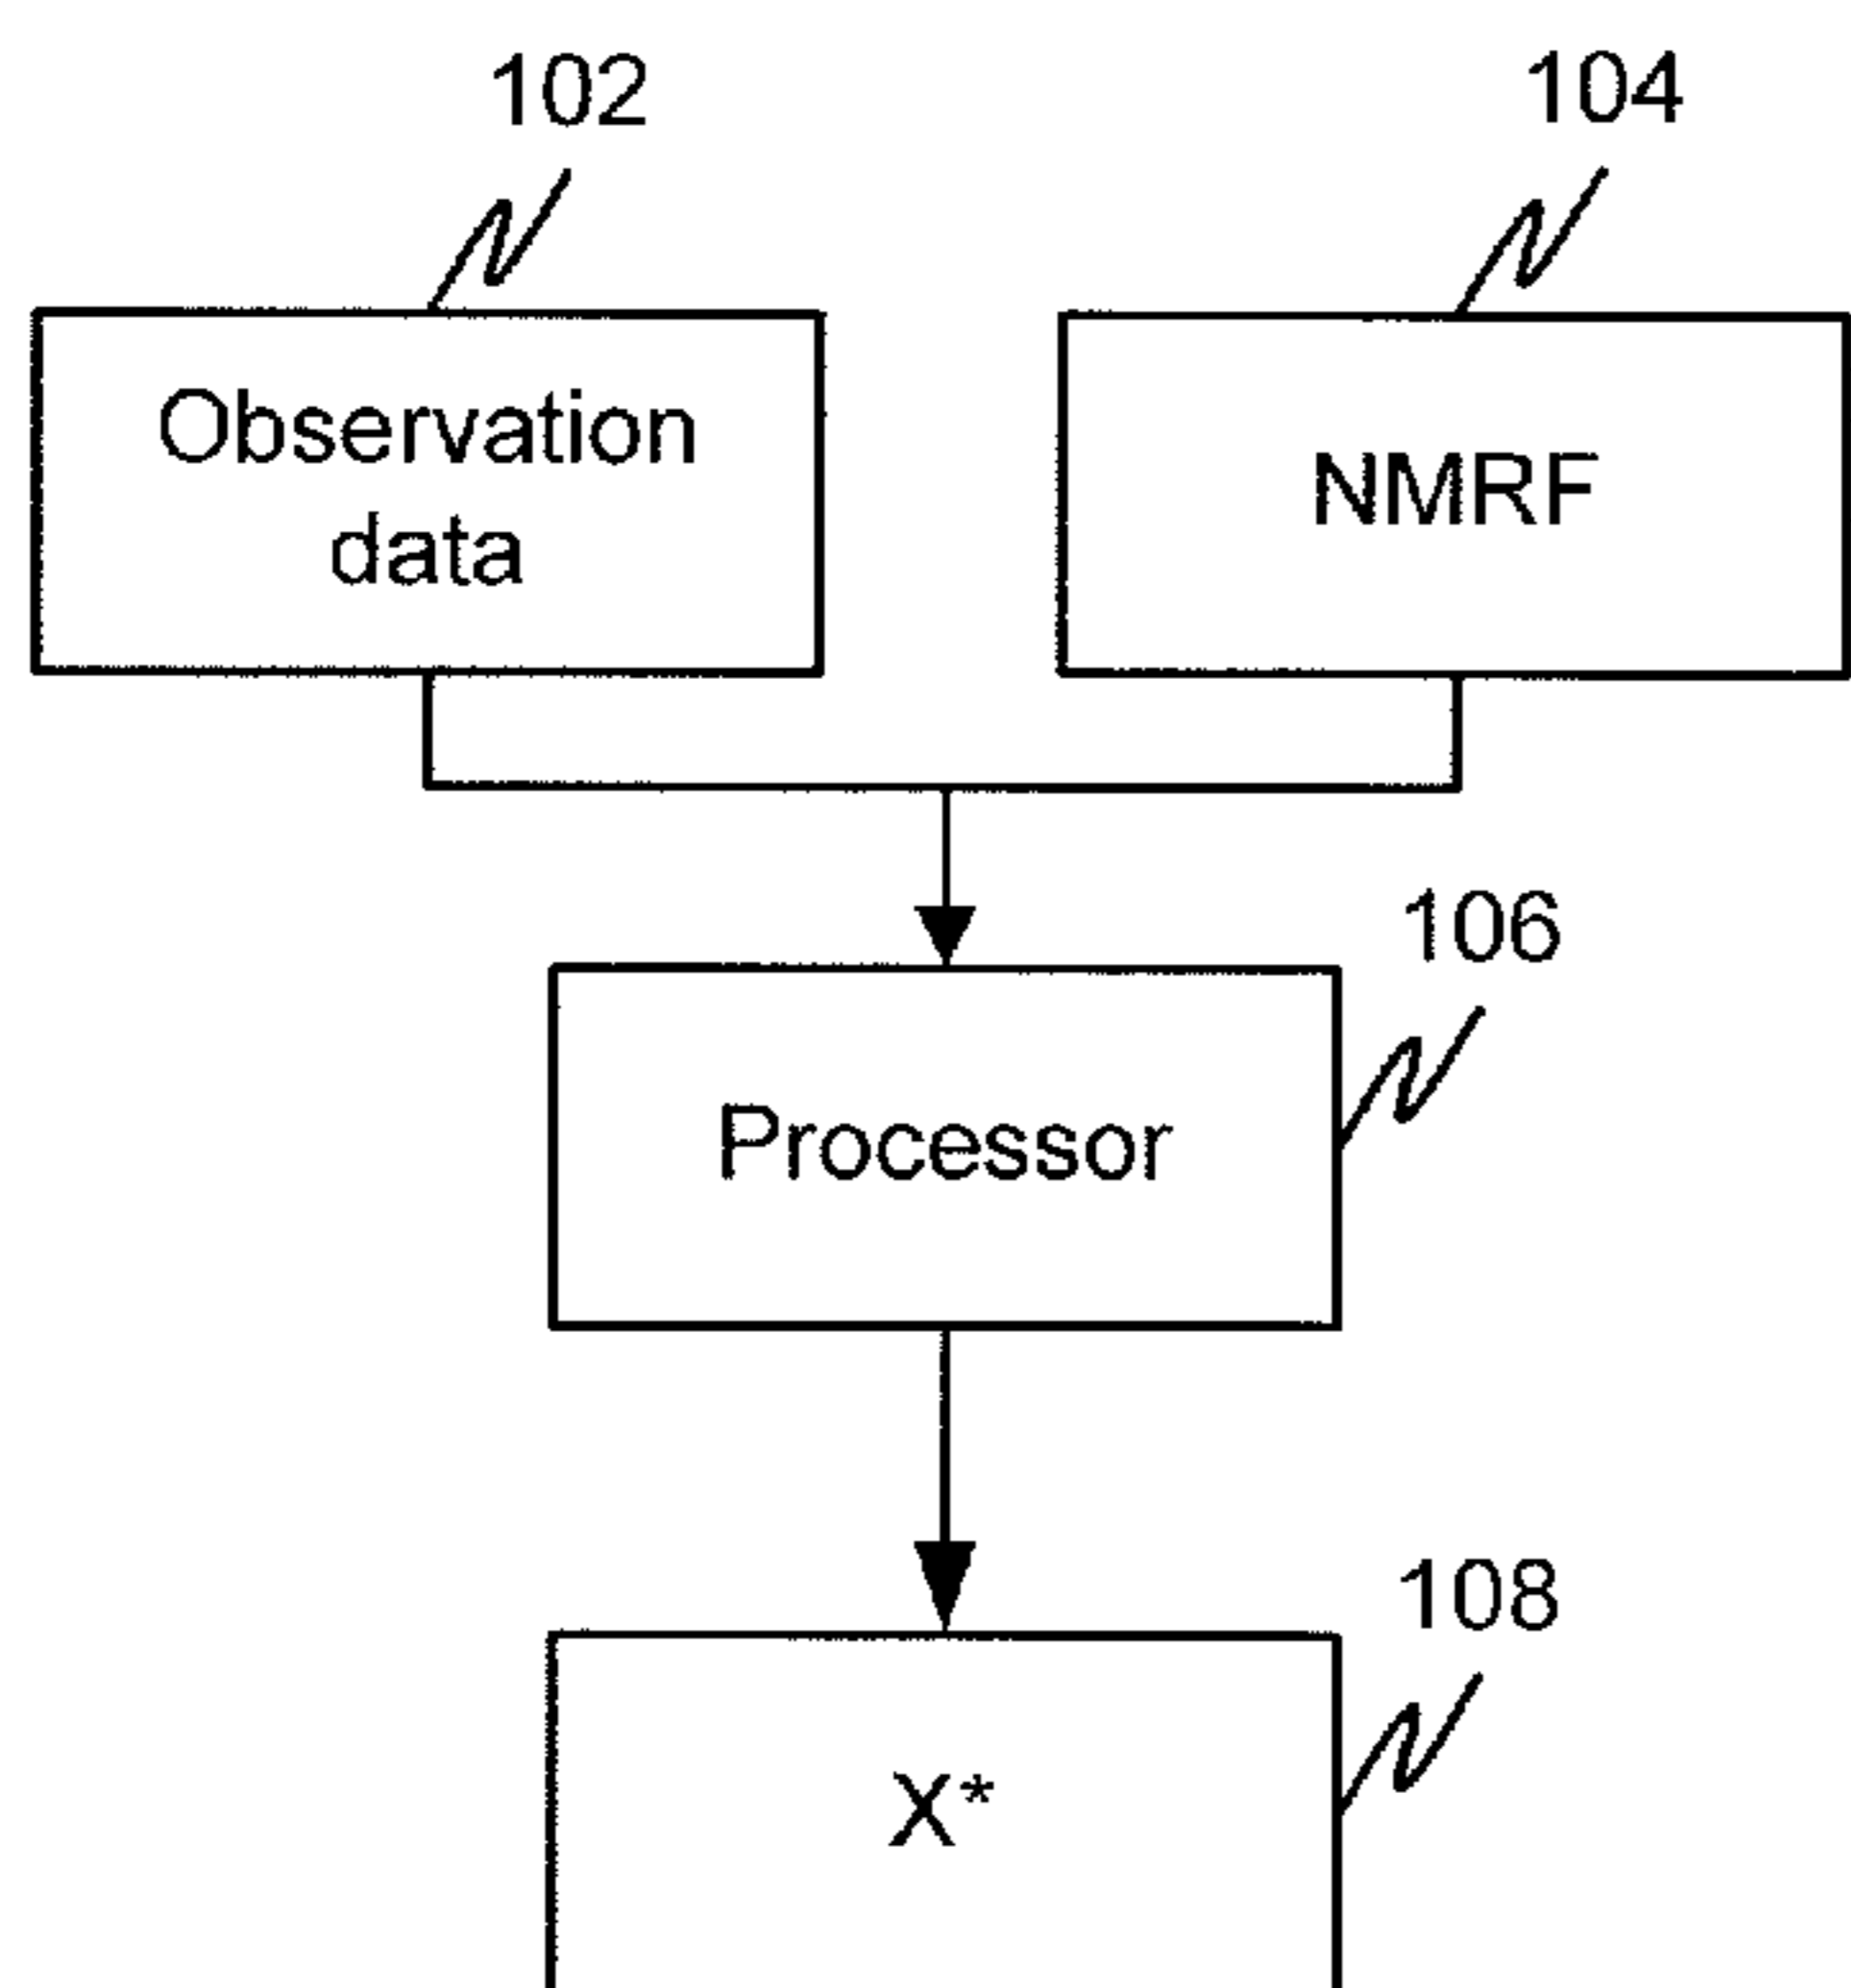 102
104
Observation
data
NMRF
106
Processor
108
X*